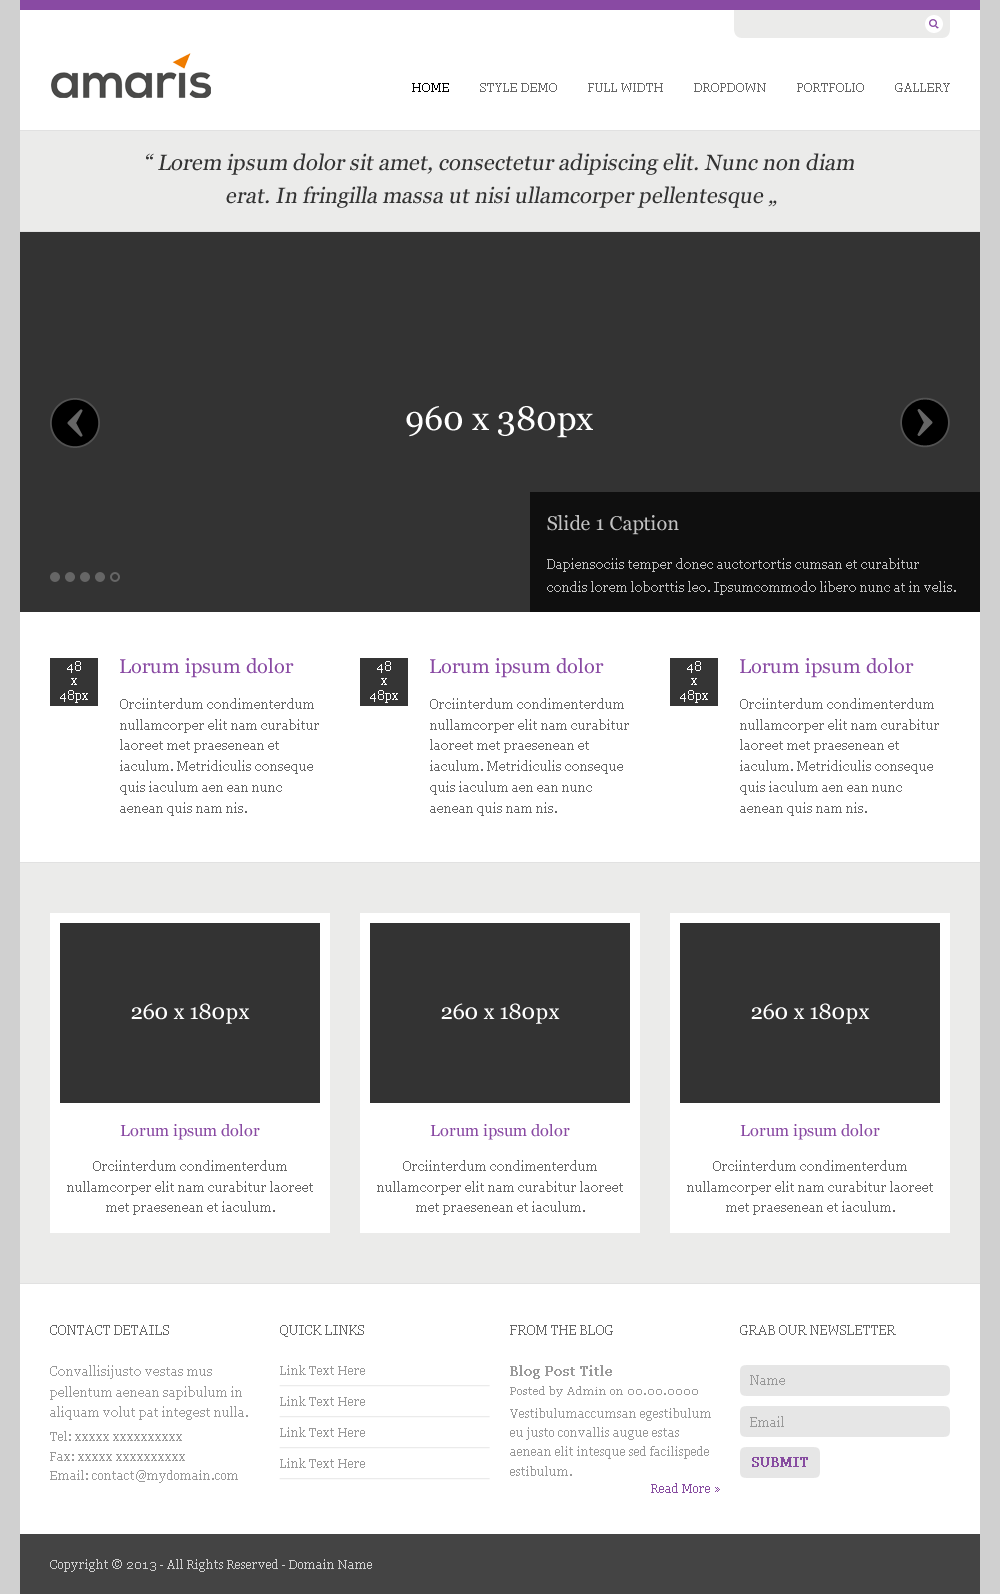 amaris
HOME STYLE DEMO FULL WIDTH DROPDOWN PORTFOLIO GALLERY
“ Lorem ipsum dolor sit amet, consectetur adipiscing elit. Nunc non diam
erat. In fringilla massa ut nisi ullamcorper pellentesque „
960 x 380px
Slide 1 Caption
Dapiensociis temper donec auctortortis cumsan et curabitur
condis lorem loborttis leo. Ipsumcommodo libero nunc at in velis.
48
x
48px
Lorum ipsum dolor
Orciinterdum condimenterdum
nullamcorper elit nam curabitur
laoreet met praesenean et
iaculum. Metridiculis conseque
quis iaculum aen ean nunc
aenean quis nam nis.
48
x
48px
Lorum ipsum dolor
Orciinterdum condimenterdum
nullamcorper elit nam curabitur
laoreet met praesenean et
iaculum. Metridiculis conseque
quis iaculum aen ean nunc
aenean quis nam nis.
48
x
48px
Lorum ipsum dolor
Orciinterdum condimenterdum
nullamcorper elit nam curabitur
laoreet met praesenean et
iaculum. Metridiculis conseque
quis iaculum aen ean nunc
aenean quis nam nis.
260 x 180px
Lorum ipsum dolor
Orciinterdum condimenterdum
nullamcorper elit nam curabitur laoreet
met praesenean et iaculum.
260 x 180px
Lorum ipsum dolor
Orciinterdum condimenterdum
nullamcorper elit nam curabitur laoreet
met praesenean et iaculum.
260 x 180px
Lorum ipsum dolor
Orciinterdum condimenterdum
nullamcorper elit nam curabitur laoreet
met praesenean et iaculum.
CONTACT DETAILS
Convallisijusto vestas mus
pellentum aenean sapibulum in
aliquam volut pat integest nulla.
Tel: xxxxx xxxxxxxxxx
Fax: xxxxx xxxxxxxxxx
Email: contact@mydomain.com
QUICK LINKS
Link Text Here
Link Text Here
Link Text Here
Link Text Here
FROM THE BLOG
Blog Post Title
Posted by Admin on 00.00.0000
Vestibulumaccumsan egestibulum
eu justo convallis augue estas
aenean elit intesque sed facilispede
estibulum.
Read More »
GRAB OUR NEWSLETTER
Name
Email
SUBMIT
Copyright © 2013 - All Rights Reserved - Domain Name